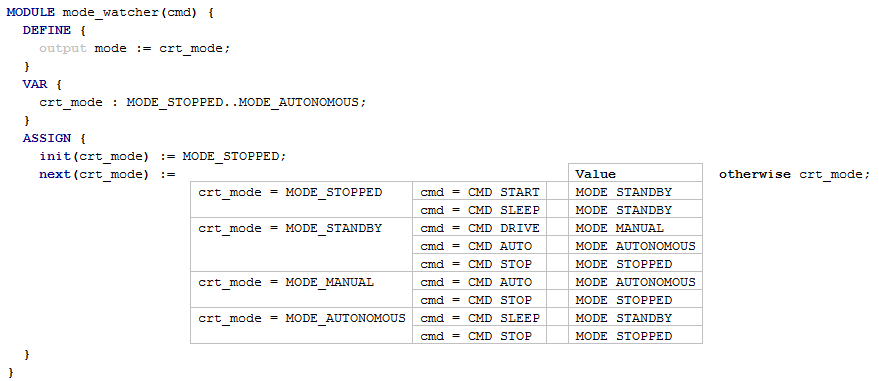 MODULE mode_watcher(cmd) {
DEFINE {
output mode := crt_mode;
}
VAR {
crt_mode : MODE_STOPPED..MODE_AUTONOMOUS;
}
ASSIGN {
init(crt_mode) := MODE_STOPPED;
next(crt_mode) := Value otherwise crt_mode;
crt_mode = MODE_STOPPED cmd = CMD START MODE STANDBY
cmd = CMD SLEEP MODE STANDBY
crt_mode = MODE_STANDBY cmd = CMD DRIVE MODE MANUAL
cmd = CMD AUTO MODE AUTONOMOUS
cmd = CMD STOP MODE STOPPED
crt_mode = MODE_MANUAL cmd = CMD AUTO MODE AUTONOMOUS
cmd = CMD STOP MODE STOPPED
crt_mode = MODE_AUTONOMOUS cmd = CMD SLEEP MODE STANDBY
cmd = CMD STOP MODE STOPPED
}
}